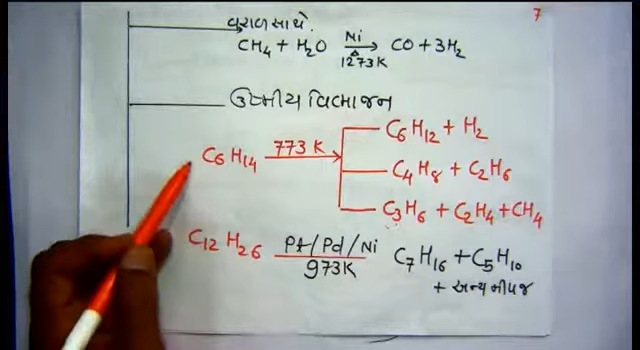 7
વરાળ સાથે.
CH₄ + H₂O Ni 1273K CO + 3H₂
ઉષ્મીય વિભાજન
C₆H₁₄ 773 K
C₆H₁₂ + H₂
C₄H₈ + C₂H₆
C₃H₆ + C₂H₄ + CH₄
C₁₂H₂₆ Pt/Pd/Ni 973K C₇H₁₆ + C₅H₁₀
+ અન્ય નીપજ